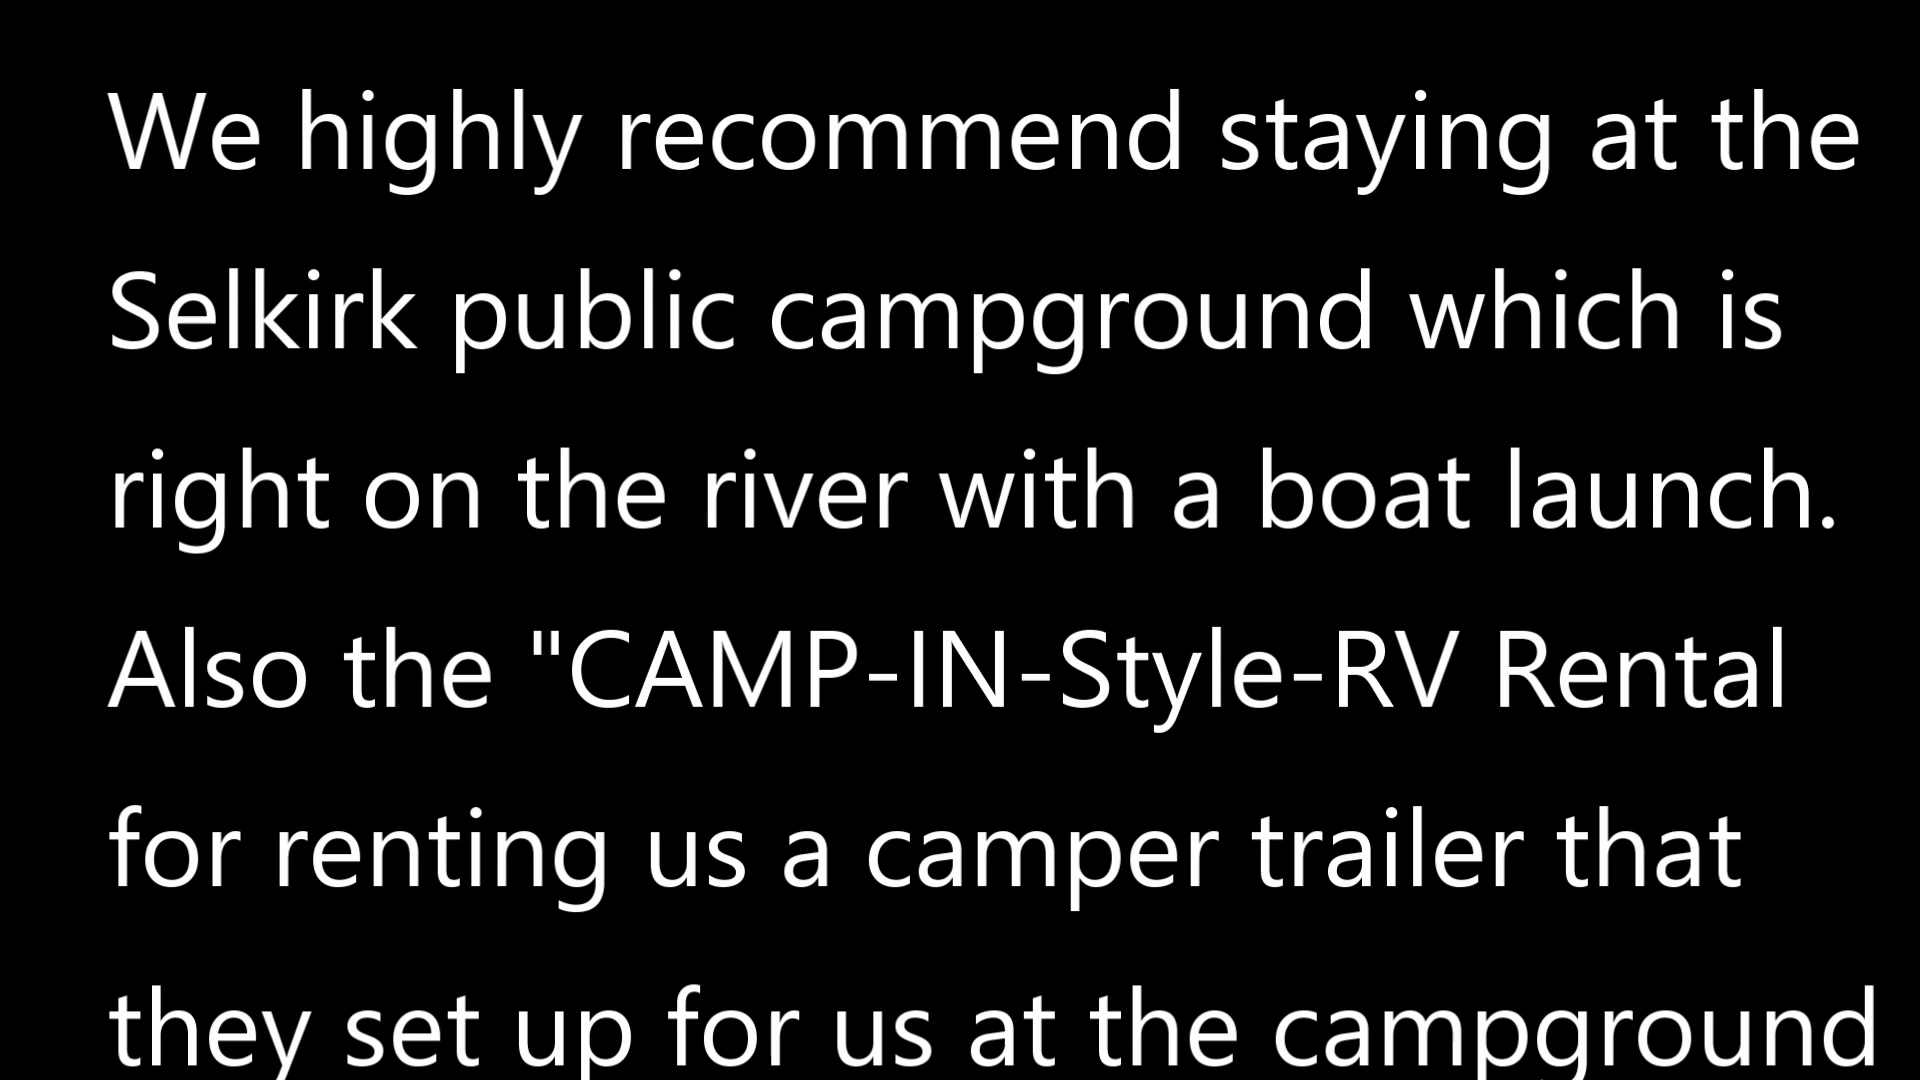 We highly recommend staying at the
Selkirk public campground which is
right on the river with a boat launch.
Also the "CAMP-IN-Style-RV Rental
for renting us a camper trailer that
they set up for us at the campground